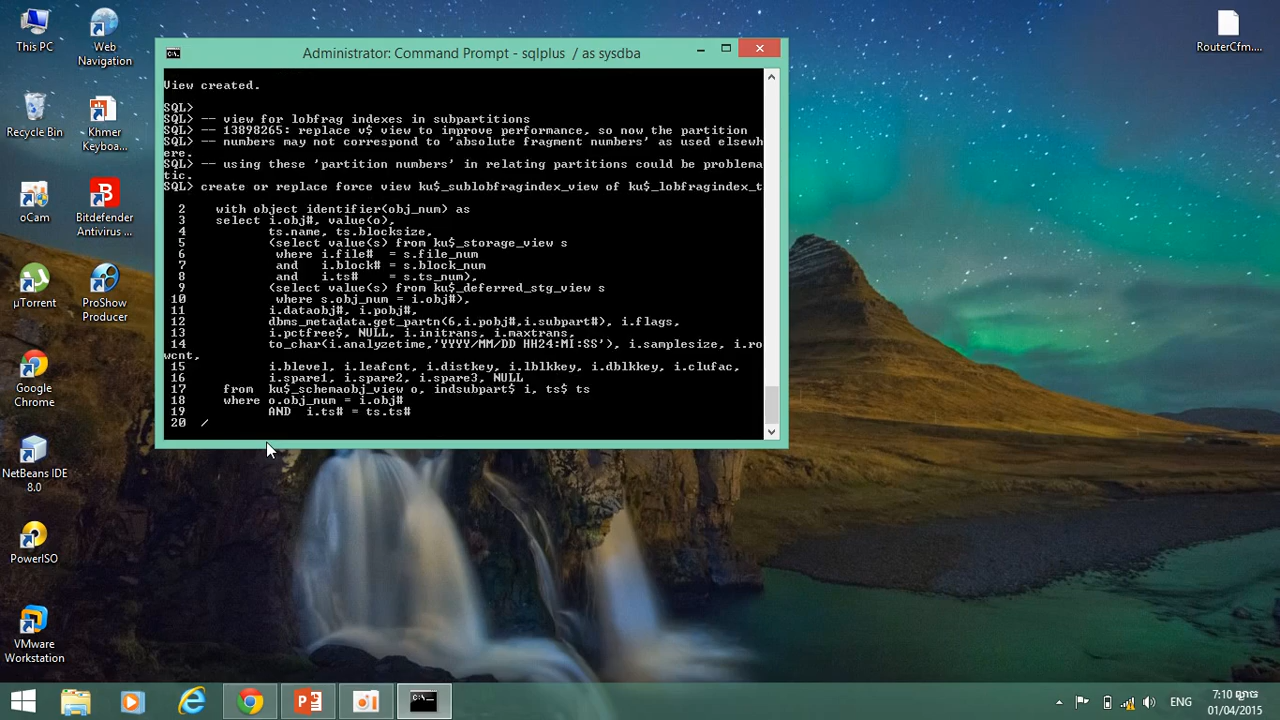 This PC
Web Navigation
RouterCfm....
Recycle Bin
Khmer Keyboa...
oCam
Bitdefender Antivirus ...
µTorrent
ProShow Producer
Google Chrome
NetBeans IDE 8.0
PowerISO
VMware Workstation
Administrator: Command Prompt - sqlplus / as sysdba
View created.
SQL>
SQL> -- view for lobfrag indexes in subpartitions
SQL> -- 13898265: replace v$ view to improve performance, so now the partition
SQL> -- numbers may not correspond to 'absolute fragment numbers' as used elsewh
ere.
SQL> -- using these 'partition numbers' in relating partitions could be problema
tic.
SQL> create or replace force view ku$_sublobfragindex_view of ku$_lobfragindex_t
2 with object identifier(obj_num) as
3 select i.obj#, value(o),
4 ts.name, ts.blocksize,
5 (select value(s) from ku$_storage_view s
6 where i.file# = s.file_num
7 and i.block# = s.block_num
8 and i.ts# = s.ts_num),
9 (select value(s) from ku$_deferred_stg_view s
10 where s.obj_num = i.obj#),
11 i.dataobj#, i.pobj#,
12 dbms_metadata.get_partn(6,i.pobj#,i.subpart#), i.flags,
13 i.pctfree$, NULL, i.initrans, i.maxtrans,
14 to_char(i.analyzetime,'YYYY/MM/DD HH24:MI:SS'), i.samplesize, i.ro
wcnt,
15 i.blevel, i.leafcnt, i.distkey, i.lblkkey, i.dblkkey, i.clufac,
16 i.spare1, i.spare2, i.spare3, NULL
17 from ku$_schemaobj_view o, indsubpart$ i, ts$ ts
18 where o.obj_num = i.obj#
19 AND i.ts# = ts.ts#
20 /
ENG
7:10
01/04/2015